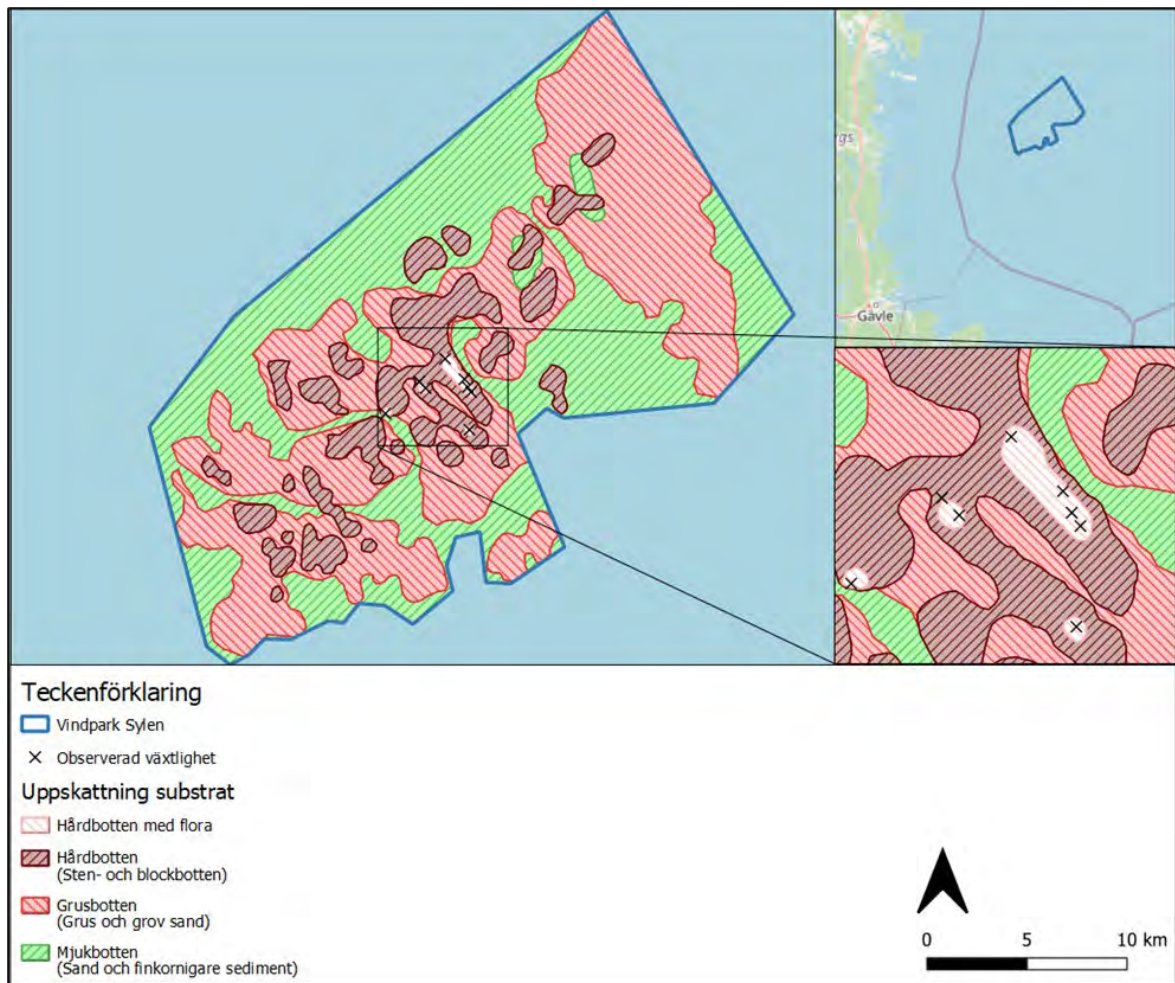 rgs
Gävle
Teckenförklaring
Vindpark Sylen
Observerad växtlighet
Uppskattning substrat
Hårdbotten med flora
Hårdbotten
(Sten- och blockbotten)
Grusbotten
(Grus och grov sand)
Mjukbotten
(Sand och finkornigare sediment)
0 5 10 km